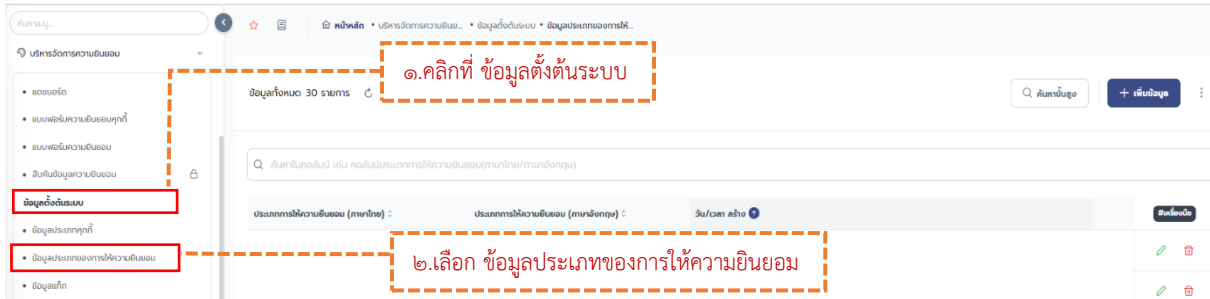 ค้นหาเมนู...
หน้าหลัก • บริหารจัดการความยินย... • ข้อมูลตั้งต้นระบบ • ข้อมูลประเภทของการให้...
บริหารจัดการความยินยอม
๑.คลิกที่ ข้อมูลตั้งต้นระบบ
• แดชบอร์ด
ข้อมูลทั้งหมด 30 รายการ
ค้นหาขั้นสูง
+ เพิ่มข้อมูล
• แบบฟอร์มความยินยอมคุกกี้
• แบบฟอร์มความยินยอม
ค้นหาในคอลัมน์ เช่น คอลัมน์ประเภทการให้ความยินยอม(ภาษาไทย/ภาษาอังกฤษ)
• สืบค้นข้อมูลความยินยอม
ข้อมูลตั้งต้นระบบ
ประเภทการให้ความยินยอม (ภาษาไทย)
ประเภทการให้ความยินยอม (ภาษาอังกฤษ)
วัน/เวลา สร้าง
#เครื่องมือ
• ข้อมูลประเภทคุกกี้
• ข้อมูลประเภทของการให้ความยินยอม
๒.เลือก ข้อมูลประเภทของการให้ความยินยอม
• ข้อมูลแท็ก